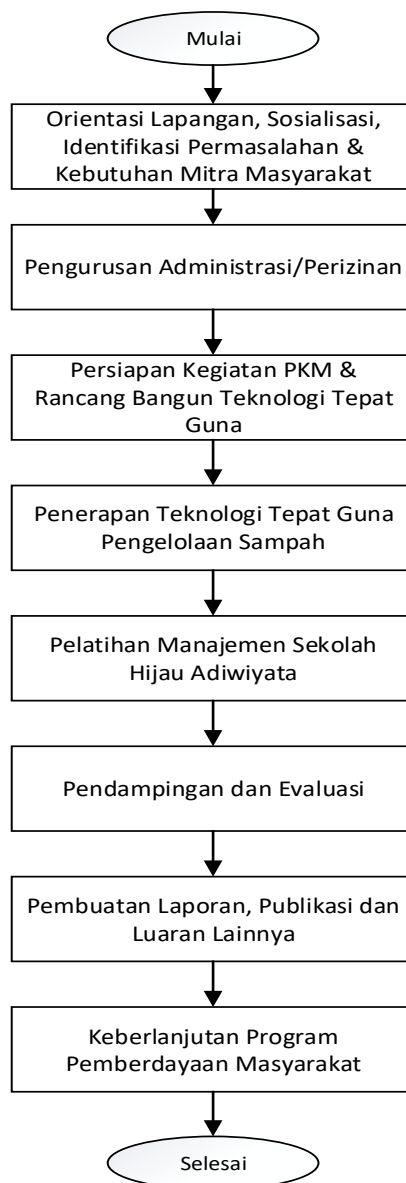 Mulai
Orientasi Lapangan, Sosialisasi,
Identifikasi Permasalahan &
Kebutuhan Mitra Masyarakat
Pengurusan Administrasi/Perizinan
Persiapan Kegiatan PKM &
Rancang Bangun Teknologi Tepat
Guna
Penerapan Teknologi Tepat Guna
Pengelolaan Sampah
Pelatihan Manajemen Sekolah
Hijau Adiwiyata
Pendampingan dan Evaluasi
Pembuatan Laporan, Publikasi dan
Luaran Lainnya
Keberlanjutan Program
Pemberdayaan Masyarakat
Selesai